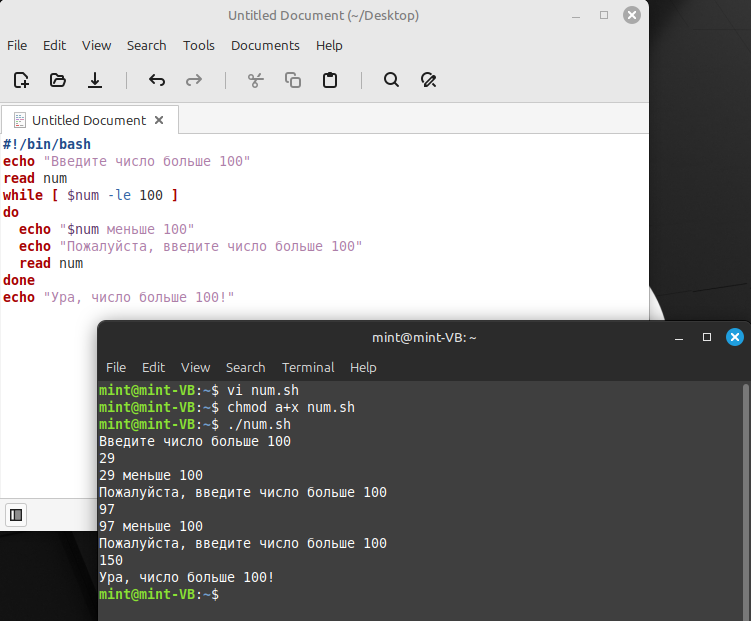 Untitled Document (~/Desktop)
File Edit View Search Tools Documents Help
Untitled Document
#!/bin/bash
echo "Введите число больше 100"
read num
while [ $num -le 100 ]
do
  echo "$num меньше 100"
  echo "Пожалуйста, введите число больше 100"
  read num
done
echo "Ура, число больше 100!"
mint@mint-VB: ~
File Edit View Search Terminal Help
mint@mint-VB:~$ vi num.sh
mint@mint-VB:~$ chmod a+x num.sh
mint@mint-VB:~$ ./num.sh
Введите число больше 100
29
29 меньше 100
Пожалуйста, введите число больше 100
97
97 меньше 100
Пожалуйста, введите число больше 100
150
Ура, число больше 100!
mint@mint-VB:~$